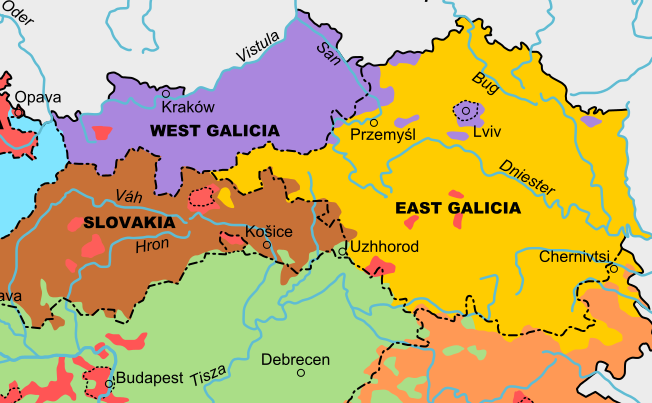 Oder
Vistula
San
Opava
Kraków
Bug
WEST GALICIA
Przemyśl
Lviv
Dniester
Váh
SLOVAKIA
EAST GALICIA
Hron
Košice
Uzhhorod
Chernivtsi
ava
Debrecen
Budapest
Tisza